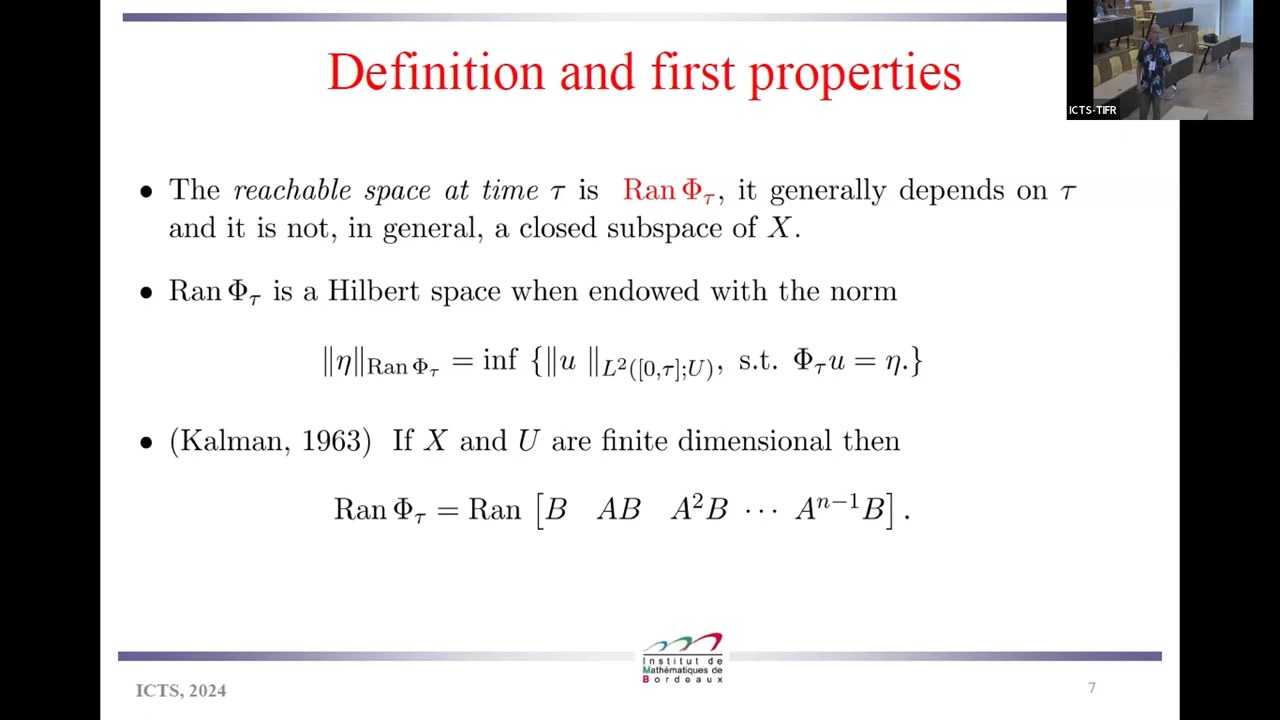 Definition and first properties
ICTS-TIFR
• The reachable space at time τ is Ran Φ_τ, it generally depends on τ
and it is not, in general, a closed subspace of X.
• Ran Φ_τ is a Hilbert space when endowed with the norm
‖η‖_{Ran Φ_τ} = inf {‖u ‖_{L²([0,τ];U)}, s.t. Φ_τ u = η.}
• (Kalman, 1963) If X and U are finite dimensional then
Ran Φ_τ = Ran [B AB A²B ⋯ Aⁿ⁻¹B] .
Institut de
Mathématiques de
Bordeaux
ICTS, 2024
7